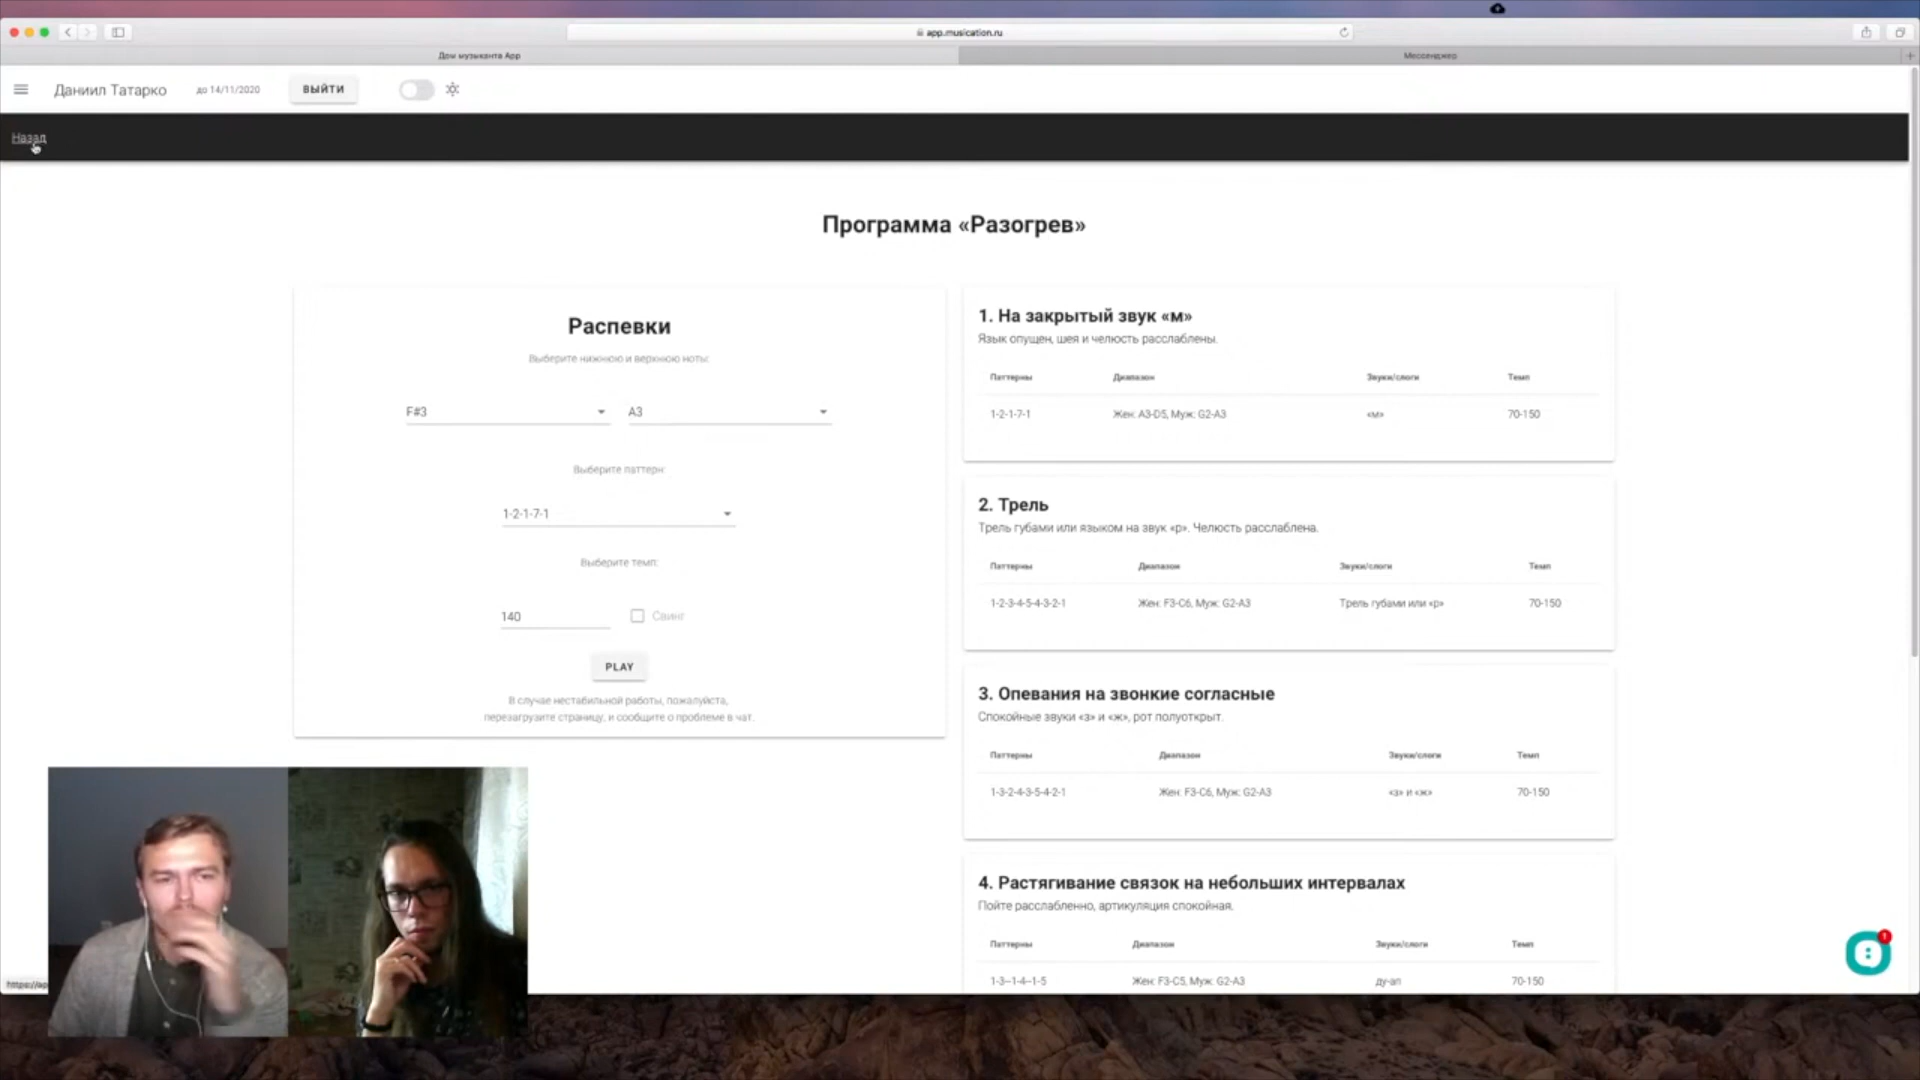 app.musication.ru
Дом музыканта App
Мессенджер
Даниил Татарко
до 14/11/2020
ВЫЙТИ
Назад
Программа «Разогрев»
Распевки
Выберите нижнюю и верхнюю ноты:
F#3
A3
Выберите паттерн:
1-2-1-7-1
Выберите темп:
140
Свинг
PLAY
В случае нестабильной работы, пожалуйста,
перезагрузите страницу, и сообщите о проблеме в чат.
1. На закрытый звук «м»
Язык опущен, шея и челюсть расслаблены.
Паттерны Диапазон Звуки/слоги Темп
1-2-1-7-1 Жен: A3-D5, Муж: G2-A3 «м» 70-150
2. Трель
Трель губами или языком на звук «р». Челюсть расслаблена.
Паттерны Диапазон Звуки/слоги Темп
1-2-3-4-5-4-3-2-1 Жен: F3-C6, Муж: G2-A3 Трель губами или «р» 70-150
3. Опевания на звонкие согласные
Спокойные звуки «з» и «ж», рот полуоткрыт.
Паттерны Диапазон Звуки/слоги Темп
1-3-2-4-3-5-4-2-1 Жен: F3-C6, Муж: G2-A3 «з» и «ж» 70-150
4. Растягивание связок на небольших интервалах
Пойте расслабленно, артикуляция спокойная.
Паттерны Диапазон Звуки/слоги Темп
1-3--1-4--1-5 Жен: F3-C5, Муж: G2-A3 ду-ап 70-150
1
https://ap